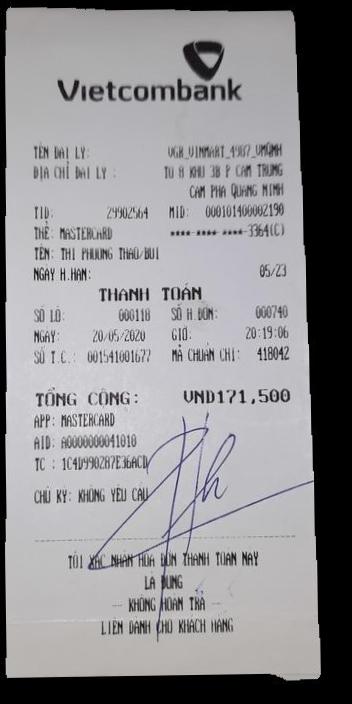 Vietcombank
TÊN ĐẠI LÝ: VGR_VINMART_4987_VMQNH
ĐỊA CHỈ ĐẠI LÝ : TO 8 KHU 3B P CAM TRUNG
CAM PHA QUANG NINH
TID: 29902564 MID: 000101400002190
THẺ: MASTERCARD **** **** **** 3364(C)
TÊN: THI PHUONG THAO/BUI
NGAY H.HAN: 05/23
THANH TOÁN
SỐ LÔ: 000118 SỐ H.ĐƠN: 000740
NGÀY: 20/05/2020 GIỜ: 20:19:06
SỐ T.C.: 001541001677 MÃ CHUẨN CHI: 418042
TỔNG CỘNG: VND171,500
APP: MASTERCARD
AID: A0000000041010
TC : 1C4D990287E36ACD
CHỮ KÝ: KHÔNG YÊU CẦU
TÔI XÁC NHẬN HÓA ĐƠN THANH TOÁN NÀY
LÀ ĐÚNG
-- KHÔNG HOÀN TRẢ --
LIÊN DÀNH CHO KHÁCH HÀNG